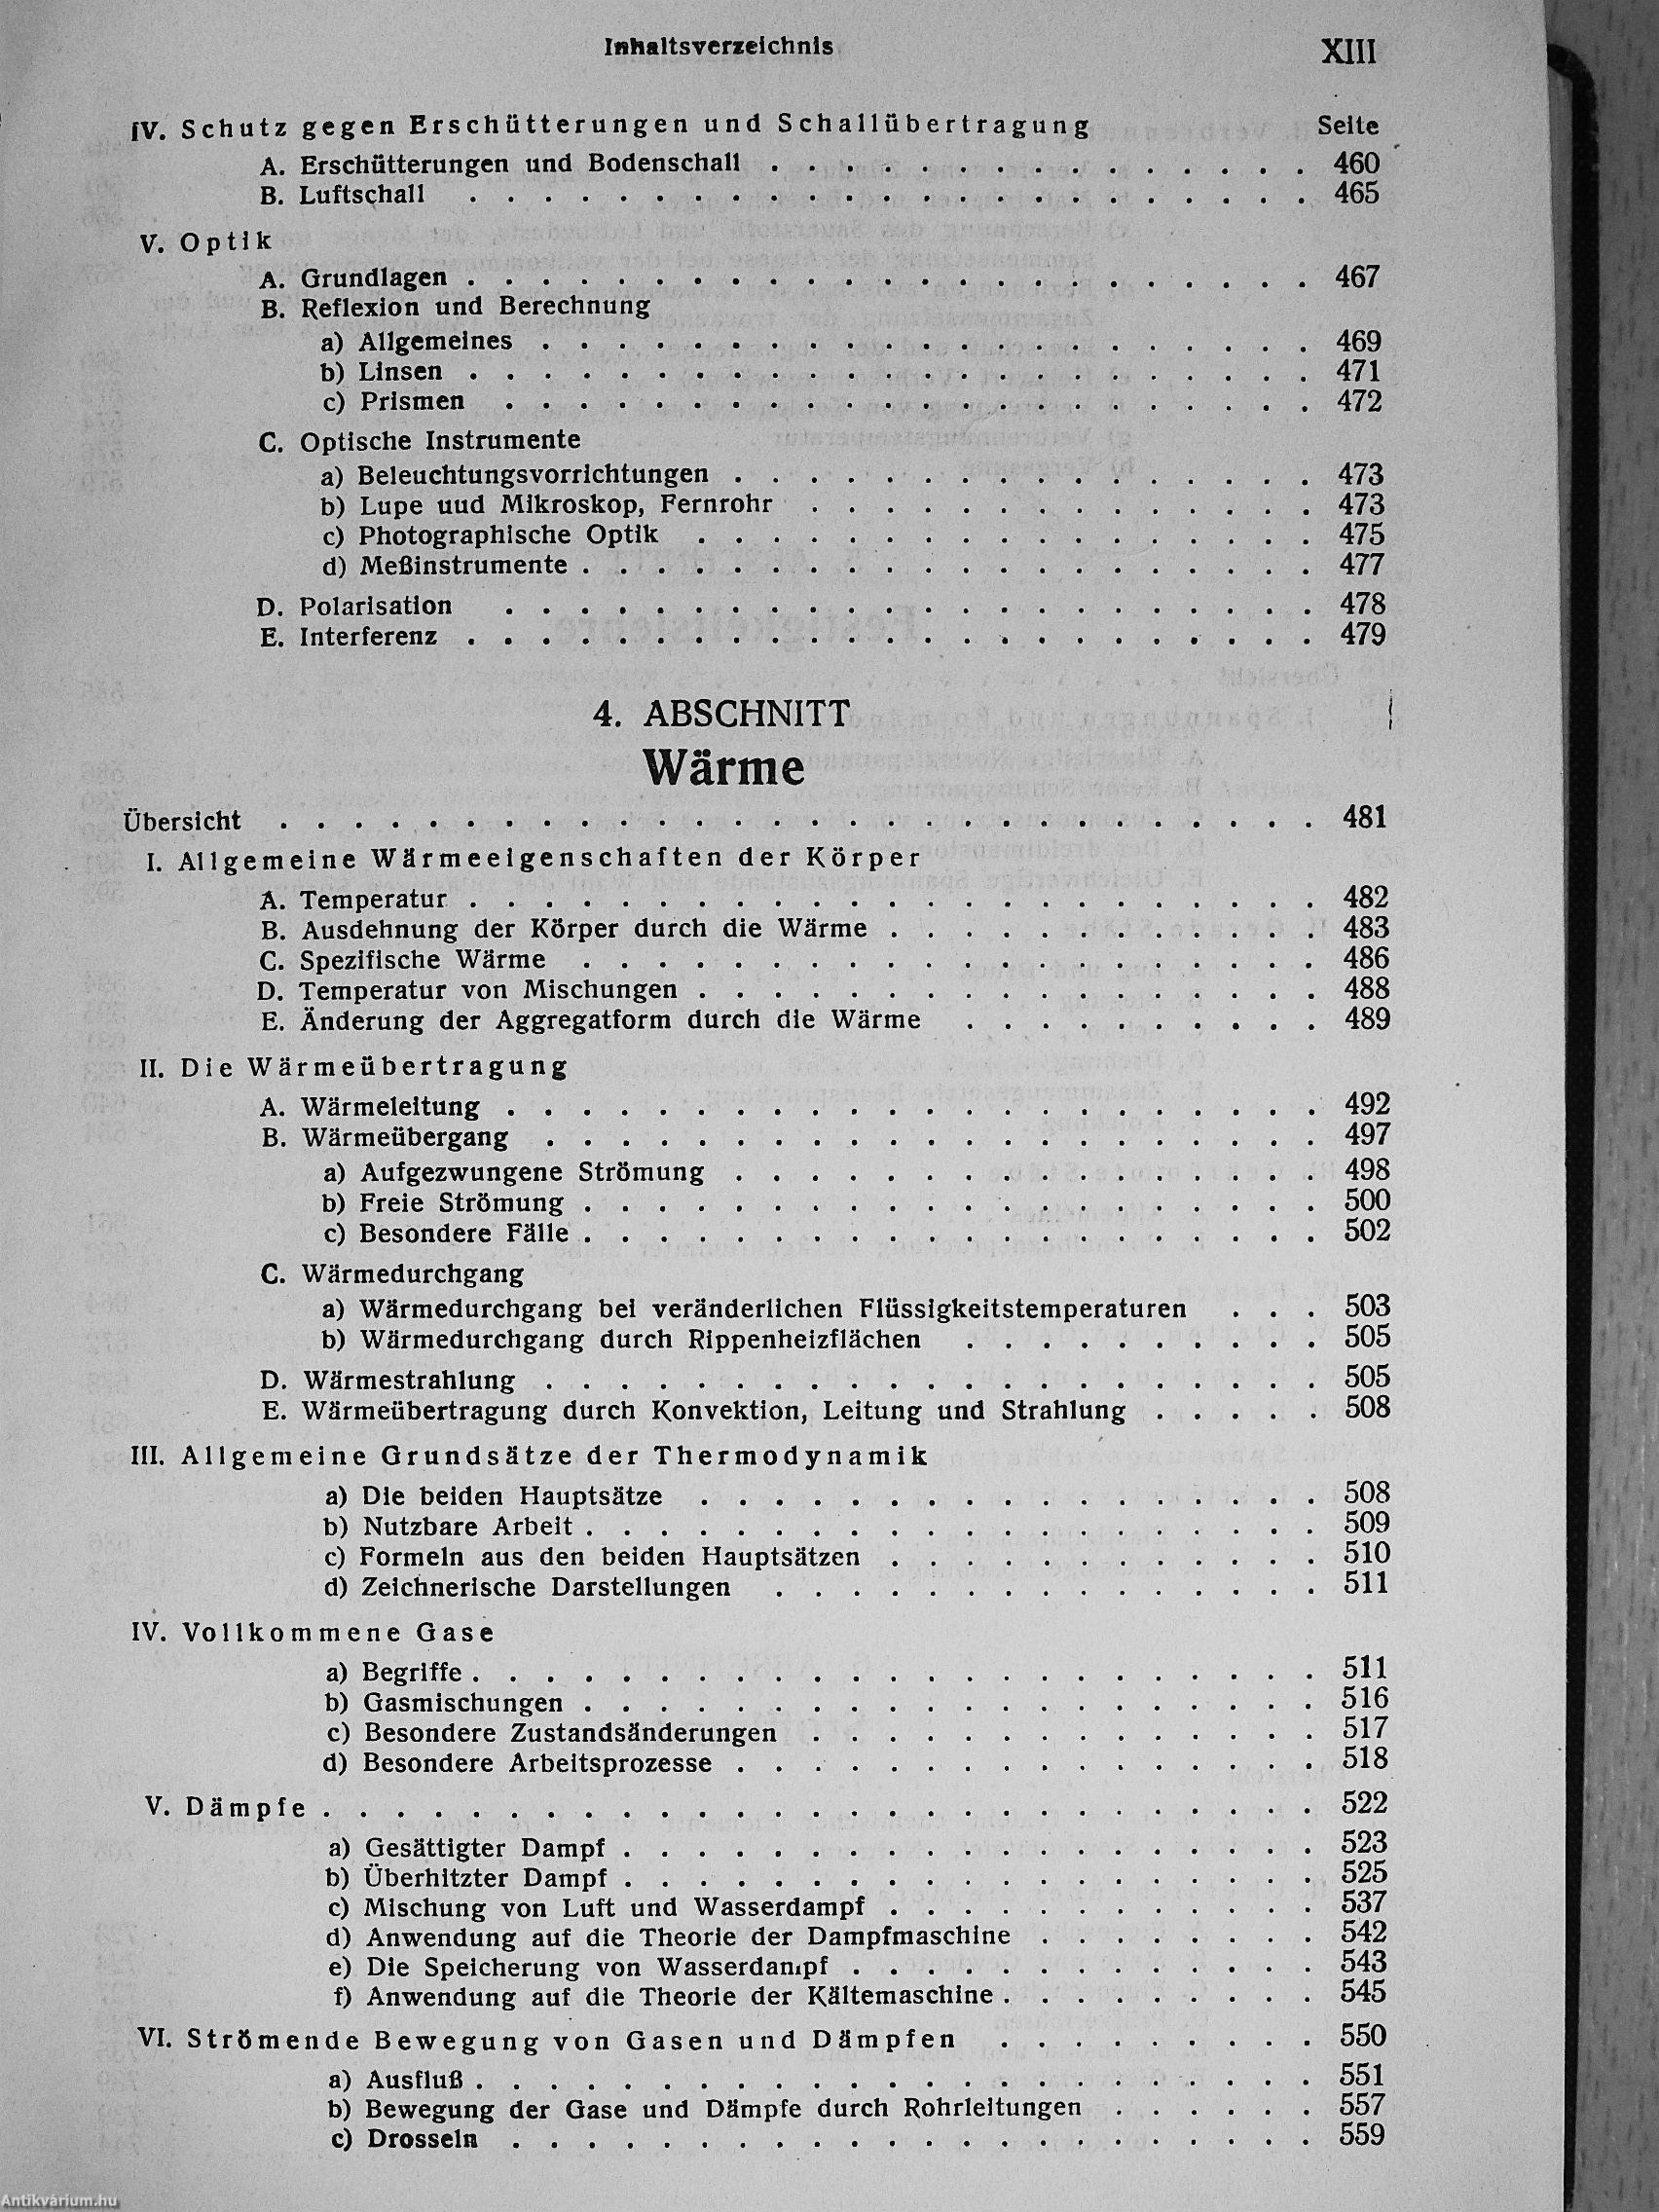 Inhaltsverzeichnis XIII
IV. Schutz gegen Erschütterungen und Schallübertragung Seite
A. Erschütterungen und Bodenschall . . . . . . . . . . . . . . . 460
B. Luftschall . . . . . . . . . . . . . . . . . . . . . . . 465
V. Optik
A. Grundlagen . . . . . . . . . . . . . . . . . . . . . . . 467
B. Reflexion und Berechnung
a) Allgemeines . . . . . . . . . . . . . . . . . . . . . 469
b) Linsen . . . . . . . . . . . . . . . . . . . . . . . 471
c) Prismen . . . . . . . . . . . . . . . . . . . . . . 472
C. Optische Instrumente
a) Beleuchtungsvorrichtungen . . . . . . . . . . . . . . . . 473
b) Lupe uud Mikroskop, Fernrohr . . . . . . . . . . . . . . 473
c) Photographische Optik . . . . . . . . . . . . . . . . . 475
d) Meßinstrumente . . . . . . . . . . . . . . . . . . . . 477
D. Polarisation . . . . . . . . . . . . . . . . . . . . . . 478
E. Interferenz . . . . . . . . . . . . . . . . . . . . . . . 479
4. ABSCHNITT
Wärme
Übersicht . . . . . . . . . . . . . . . . . . . . . . . . . . . . 481
I. Allgemeine Wärmeeigenschaften der Körper
A. Temperatur . . . . . . . . . . . . . . . . . . . . . . . 482
B. Ausdehnung der Körper durch die Wärme . . . . . . . . . . . . 483
C. Spezifische Wärme . . . . . . . . . . . . . . . . . . . . 486
D. Temperatur von Mischungen . . . . . . . . . . . . . . . . . 488
E. Änderung der Aggregatform durch die Wärme . . . . . . . . . . 489
II. Die Wärmeübertragung
A. Wärmeleitung . . . . . . . . . . . . . . . . . . . . . . 492
B. Wärmeübergang . . . . . . . . . . . . . . . . . . . . . 497
a) Aufgezwungene Strömung . . . . . . . . . . . . . . . . 498
b) Freie Strömung . . . . . . . . . . . . . . . . . . . . 500
c) Besondere Fälle . . . . . . . . . . . . . . . . . . . . 502
C. Wärmedurchgang
a) Wärmedurchgang bei veränderlichen Flüssigkeitstemperaturen . . . 503
b) Wärmedurchgang durch Rippenheizflächen . . . . . . . . . . 505
D. Wärmestrahlung . . . . . . . . . . . . . . . . . . . . . 505
E. Wärmeübertragung durch Konvektion, Leitung und Strahlung . . . . . 508
III. Allgemeine Grundsätze der Thermodynamik
a) Die beiden Hauptsätze . . . . . . . . . . . . . . . . . 508
b) Nutzbare Arbeit . . . . . . . . . . . . . . . . . . . . 509
c) Formeln aus den beiden Hauptsätzen . . . . . . . . . . . . 510
d) Zeichnerische Darstellungen . . . . . . . . . . . . . . . 511
IV. Vollkommene Gase
a) Begriffe . . . . . . . . . . . . . . . . . . . . . . . 511
b) Gasmischungen . . . . . . . . . . . . . . . . . . . . 516
c) Besondere Zustandsänderungen . . . . . . . . . . . . . . 517
d) Besondere Arbeitsprozesse . . . . . . . . . . . . . . . . 518
V. Dämpfe . . . . . . . . . . . . . . . . . . . . . . . . . . . 522
a) Gesättigter Dampf . . . . . . . . . . . . . . . . . . . 523
b) Überhitzter Dampf . . . . . . . . . . . . . . . . . . . 525
c) Mischung von Luft und Wasserdampf . . . . . . . . . . . . 537
d) Anwendung auf die Theorie der Dampfmaschine . . . . . . . . 542
e) Die Speicherung von Wasserdampf . . . . . . . . . . . . . 543
f) Anwendung auf die Theorie der Kältemaschine . . . . . . . . . 545
VI. Strömende Bewegung von Gasen und Dämpfen . . . . . . . . . 550
a) Ausfluß . . . . . . . . . . . . . . . . . . . . . . . 551
b) Bewegung der Gase und Dämpfe durch Rohrleitungen . . . . . . 557
c) Drosseln . . . . . . . . . . . . . . . . . . . . . . 559
Antikvárium.hu